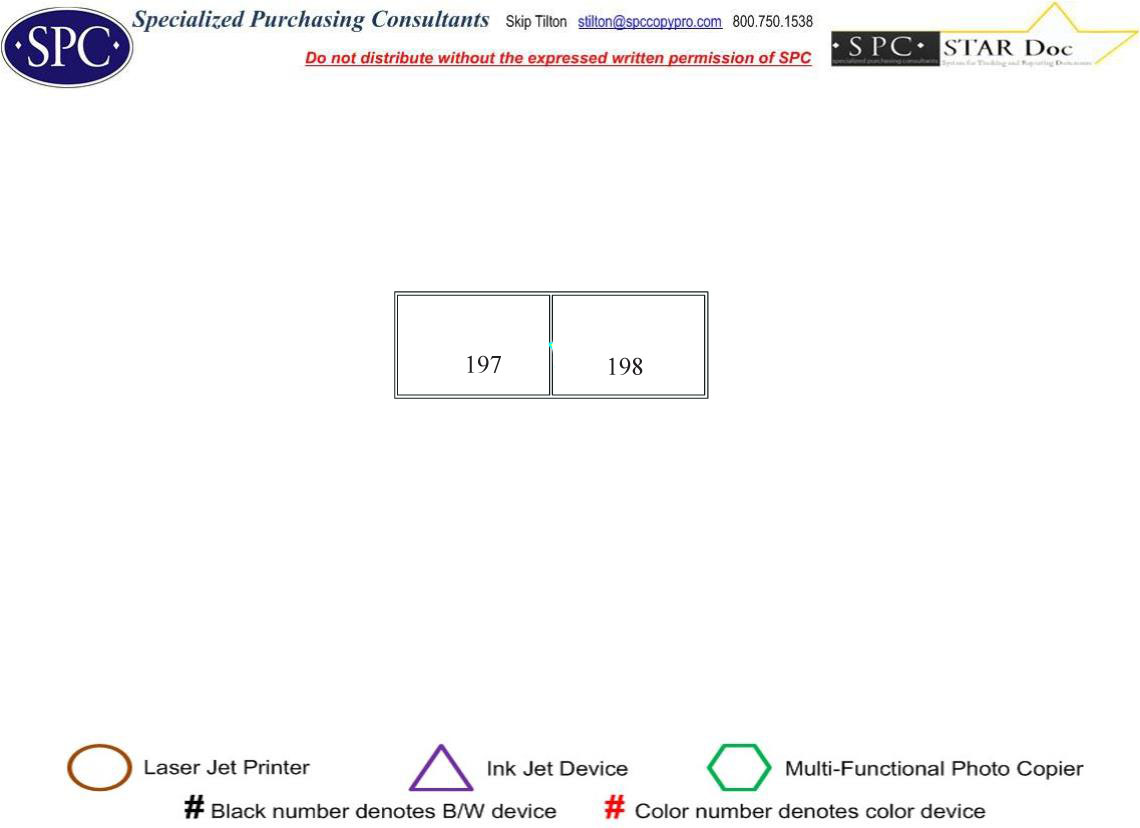 SPC
Specialized Purchasing Consultants Skip Tilton stilton@spccopypro.com 800.750.1538
Do not distribute without the expressed written permission of SPC
· S P C · STAR Doc
specialized purchasing consultants System for Tracking and Reporting Documents
197 198
Laser Jet Printer Ink Jet Device Multi-Functional Photo Copier
# Black number denotes B/W device # Color number denotes color device